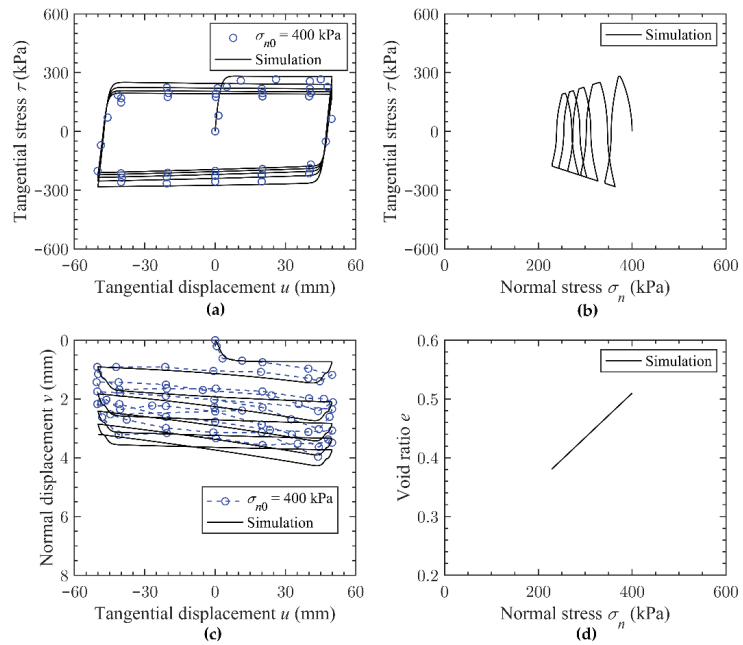 600
300
0
−300
−600
Tangential stress τ (kPa)
σn0 = 400 kPa
Simulation
−60
−30
0
30
60
Tangential displacement u (mm)
(a)
600
300
0
−300
−600
Tangential stress τ (kPa)
Simulation
0
200
400
600
Normal stress σn (kPa)
(b)
0
2
4
6
8
Normal displacement v (mm)
σn0 = 400 kPa
Simulation
−60
−30
0
30
60
Tangential displacement u (mm)
(c)
0.6
0.5
0.4
0.3
0.2
Void ratio e
Simulation
0
200
400
600
Normal stress σn (kPa)
(d)